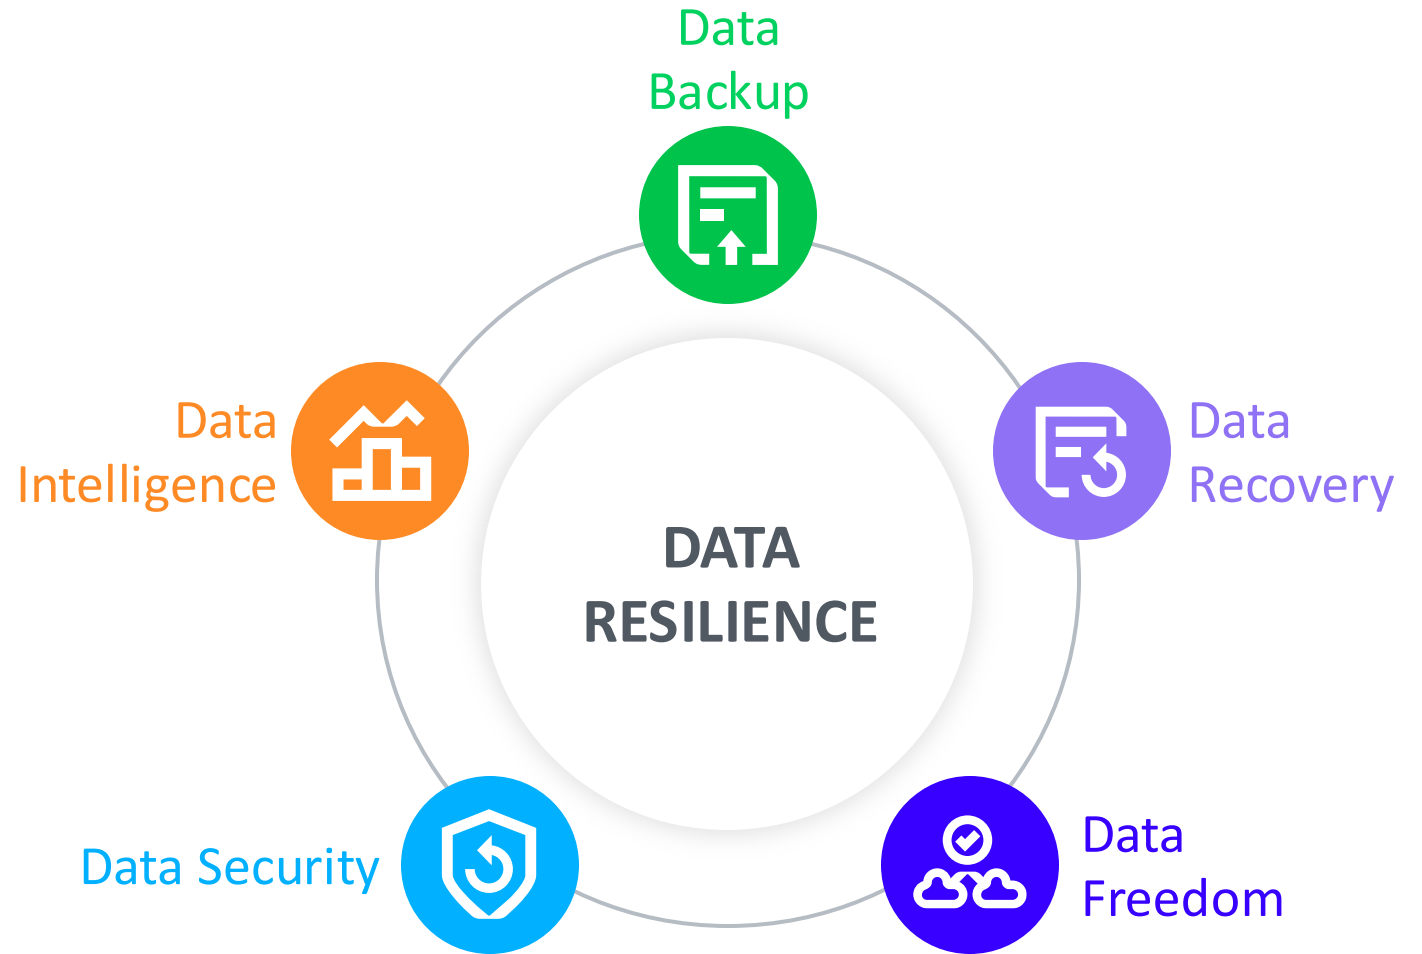 Data
Backup
Data
Recovery
Data
Intelligence
DATA
RESILIENCE
Data Security
Data
Freedom